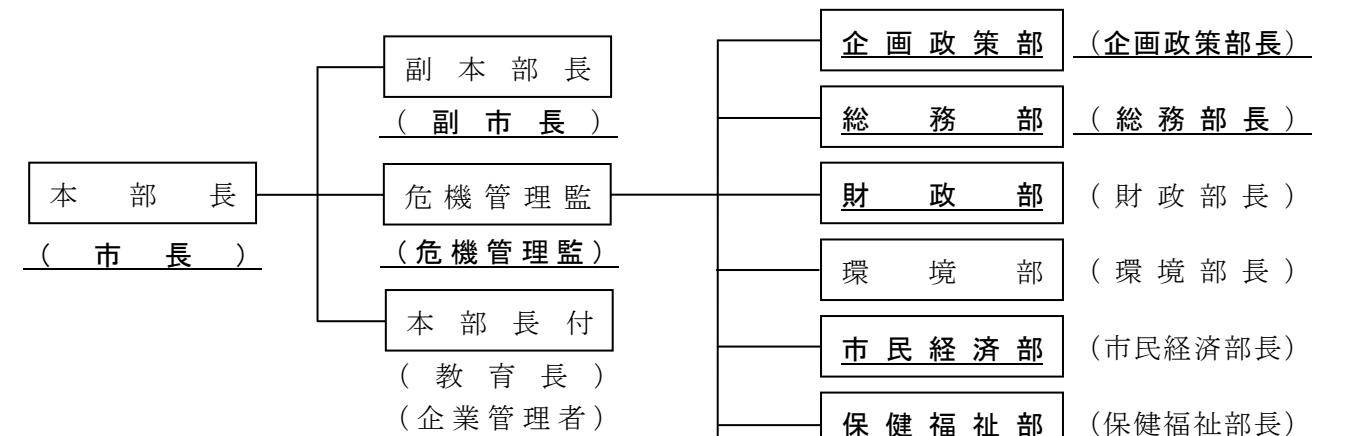 本部長
（市長）
副本部長
（副市長）
危機管理監
（危機管理監）
本部長付
（教育長）
（企業管理者）
企画政策部 （企画政策部長）
総務部 （総務部長）
財政部 （財政部長）
環境部 （環境部長）
市民経済部 （市民経済部長）
保健福祉部 （保健福祉部長）